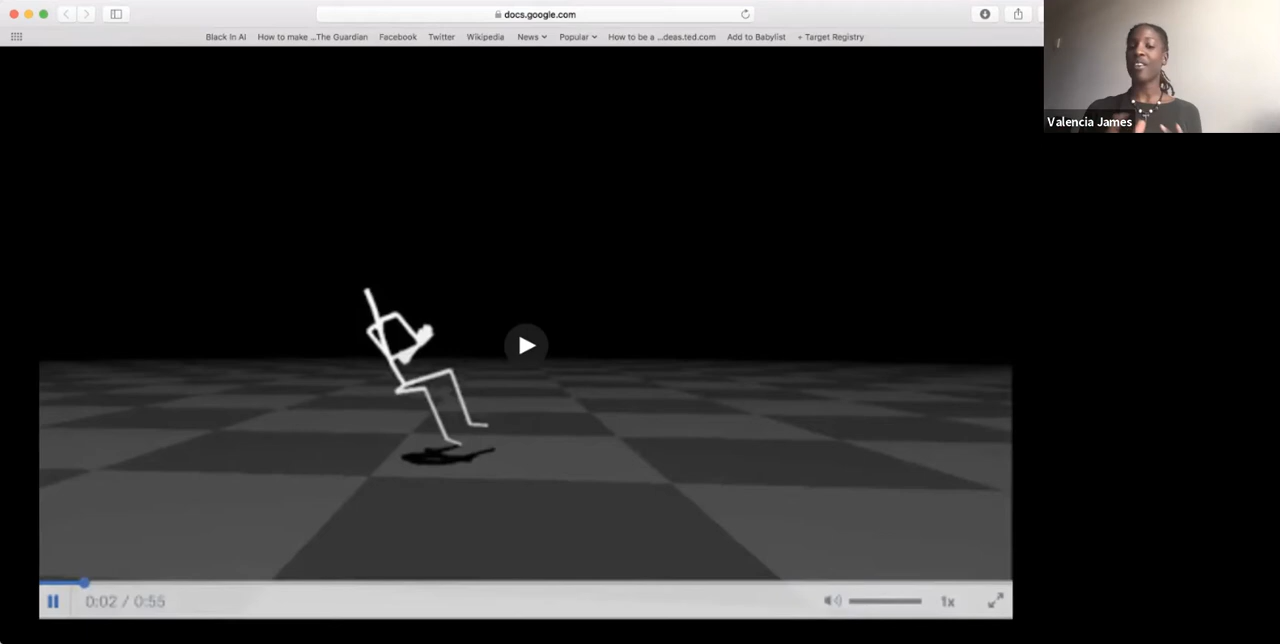 docs.google.com
Black In AI How to make ...The Guardian Facebook Twitter Wikipedia News Popular How to be a ...deas.ted.com Add to Babylist + Target Registry
Valencia James
0:02 / 0:55 1x